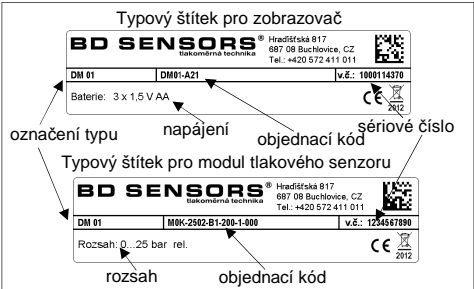 Typový štítek pro zobrazovač
BD SENSORS®
tlakoměrná technika
Hradišťská 817
687 08 Buchlovice, CZ
Tel.: +420 572 411 011
DM 01 DM01-A21 v.č.: 1000114370
Baterie: 3 x 1,5 V AA
CE 2012
označení typu napájení objednací kód sériové číslo
Typový štítek pro modul tlakového senzoru
BD SENSORS®
tlakoměrná technika
Hradišťská 817
687 08 Buchlovice, CZ
Tel.: +420 572 411 011
DM 01 M0K-2502-B1-200-1-000 v.č.: 1234567890
Rozsah: 0...25 bar rel.
CE 2012
rozsah objednací kód